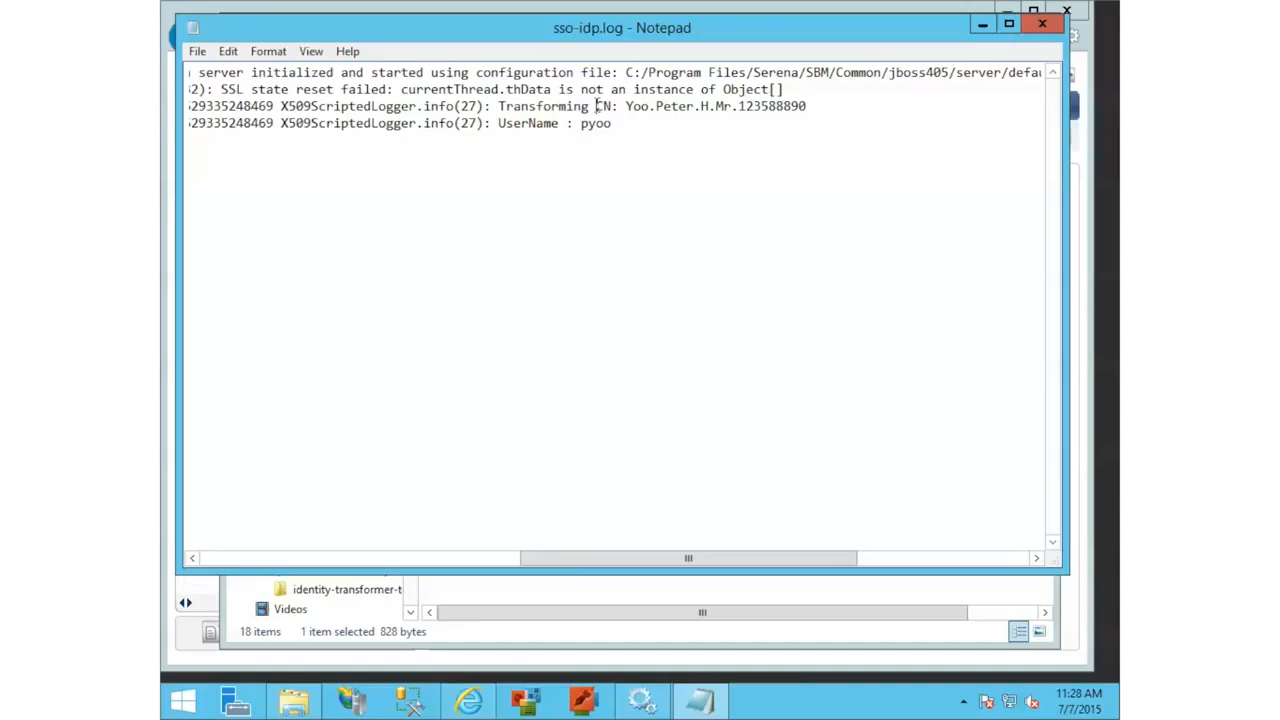 sso-idp.log - Notepad
File Edit Format View Help
server initialized and started using configuration file: C:/Program Files/Serena/SBM/Common/jboss405/server/defau
2): SSL state reset failed: currentThread.thData is not an instance of Object[]
29335248469 X509ScriptedLogger.info(27): Transforming CN: Yoo.Peter.H.Mr.123588890
29335248469 X509ScriptedLogger.info(27): UserName : pyoo
identity-transformer-t
Videos
18 items 1 item selected 828 bytes
11:28 AM
7/7/2015